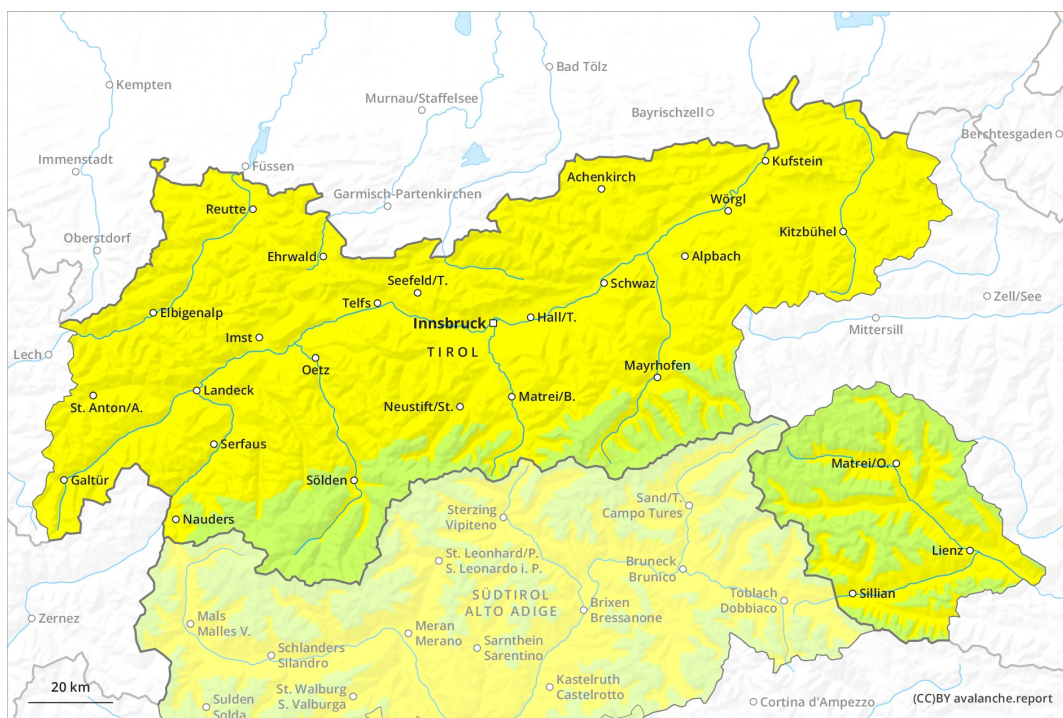 Kempten
Bad Tölz
Murnau/Staffelsee
Bayrischzell
Berchtesgaden
Immenstadt
Füssen
Kufstein
Achenkirch
Garmisch-Partenkirchen
Reutte
Wörgl
Oberstdorf
Kitzbühel
Ehrwald
Alpbach
Seefeld/T.
Schwaz
Zell/See
Telfs
Elbigenalp
Hall/T.
Innsbruck
Mittersill
Imst
TIROL
Lech
Oetz
Mayrhofen
Landeck
St. Anton/A.
Neustift/St.
Matrei/B.
Serfaus
Matrei/O.
Galtür
Sölden
Sand/T.
Campo Tures
Sterzing
Vipiteno
Nauders
Lienz
St. Leonhard/P.
S. Leonardo i. P.
Bruneck
Brunico
Sillian
SÜDTIROL
ALTO ADIGE
Toblach
Dobbiaco
Brixen
Bressanone
Zernez
Mals
Malles V.
Meran
Merano
Sarnthein
Sarentino
Schlanders
Silandro
Kastelruth
Castelrotto
20 km
St. Walburg
S. Valburga
Sulden
Solda
Cortina d'Ampezzo
(CC)BY avalanche.report